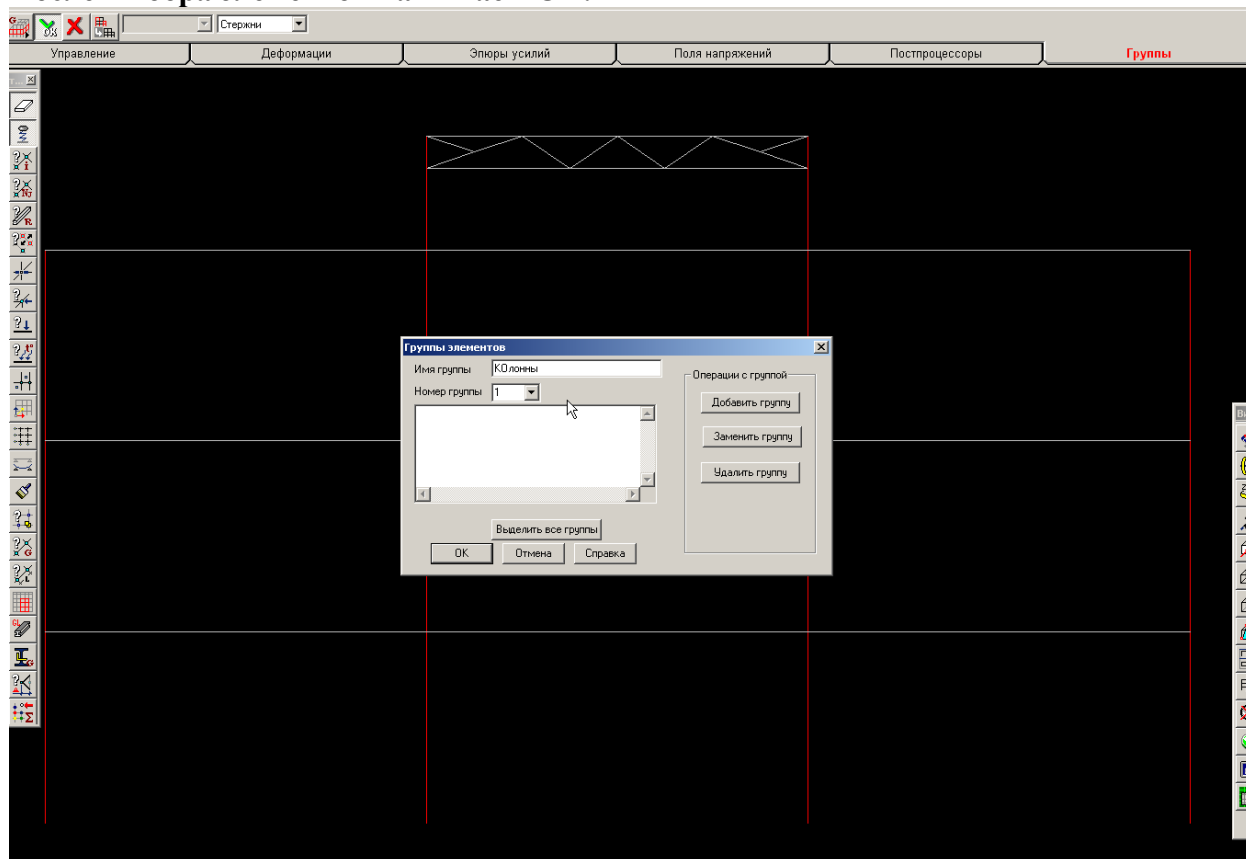 Стержни
Управление Деформации Эпюры усилий Поля напряжений Постпроцессоры Группы
Группы элементов
Имя группы КОлонны
Номер группы 1
Операции с группой
Добавить группу
Заменить группу
Удалить группу
Выделить все группы
ОК Отмена Справка